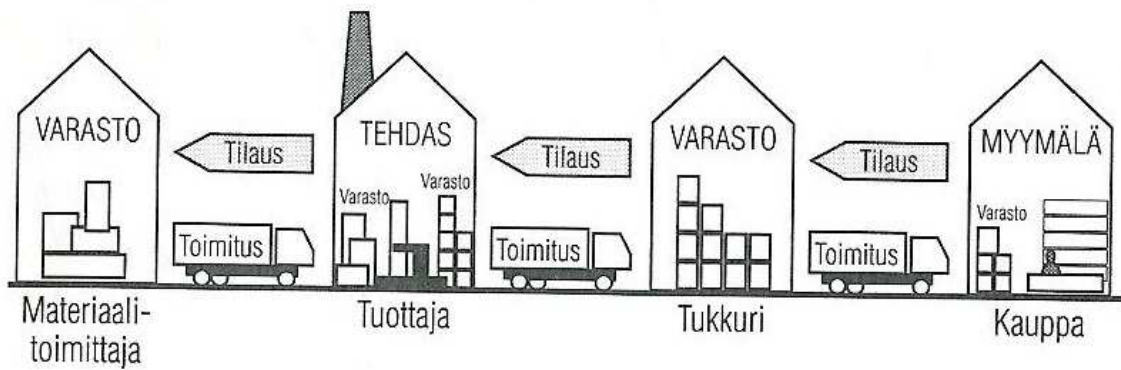 VARASTO
Tilaus
TEHDAS
Tilaus
VARASTO
Tilaus
MYYMÄLÄ
Varasto
Varasto
Varasto
Toimitus
Toimitus
Toimitus
Materiaali-
toimittaja
Tuottaja
Tukkuri
Kauppa